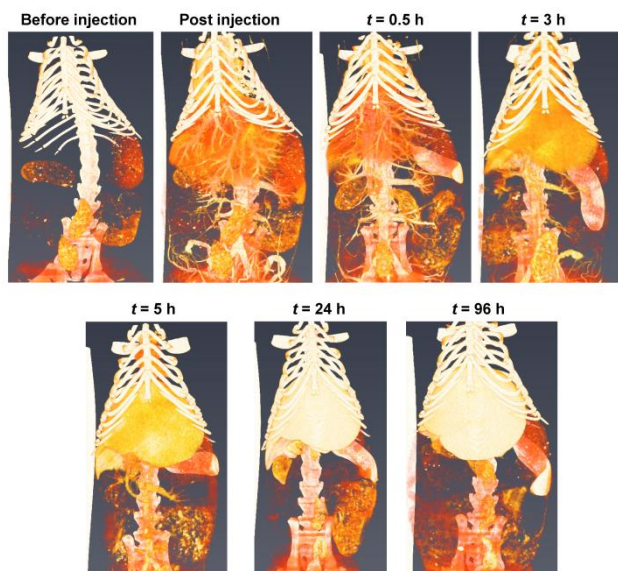 Before injection
Post injection
t = 0.5 h
t = 3 h
t = 5 h
t = 24 h
t = 96 h